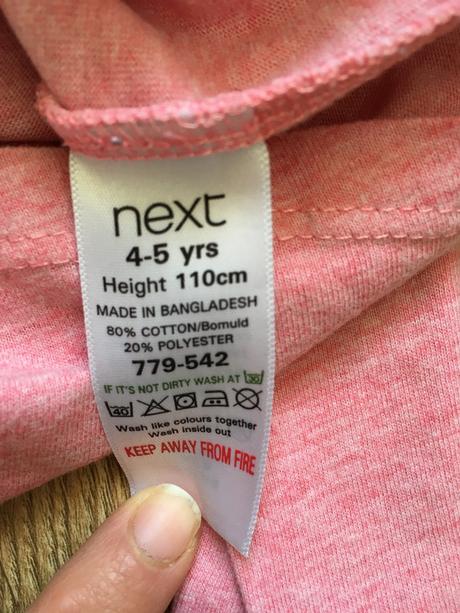 next
4-5 yrs
Height 110cm
MADE IN BANGLADESH
80% COTTON/Bomuld
20% POLYESTER
779-542
IF IT'S NOT DIRTY WASH AT 30
40
Wash like colours together
Wash inside out
KEEP AWAY FROM FIRE